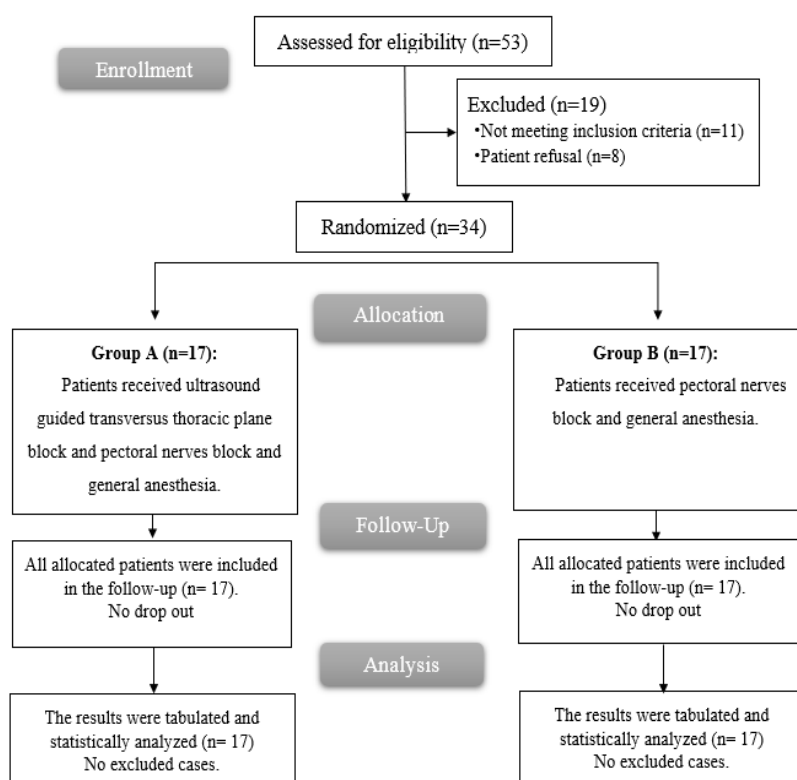 Assessed for eligibility (n=53)
Enrollment
Excluded (n=19)
•Not meeting inclusion criteria (n=11)
•Patient refusal (n=8)
Randomized (n=34)
Allocation
Group A (n=17):
Patients received ultrasound
guided transversus thoracic plane
block and pectoral nerves block and
general anesthesia.
Group B (n=17):
Patients received pectoral nerves
block and general anesthesia.
Follow-Up
All allocated patients were included
in the follow-up (n= 17).
No drop out
All allocated patients were included
in the follow-up (n= 17).
No drop out
Analysis
The results were tabulated and
statistically analyzed (n= 17)
No excluded cases.
The results were tabulated and
statistically analyzed (n= 17)
No excluded cases.